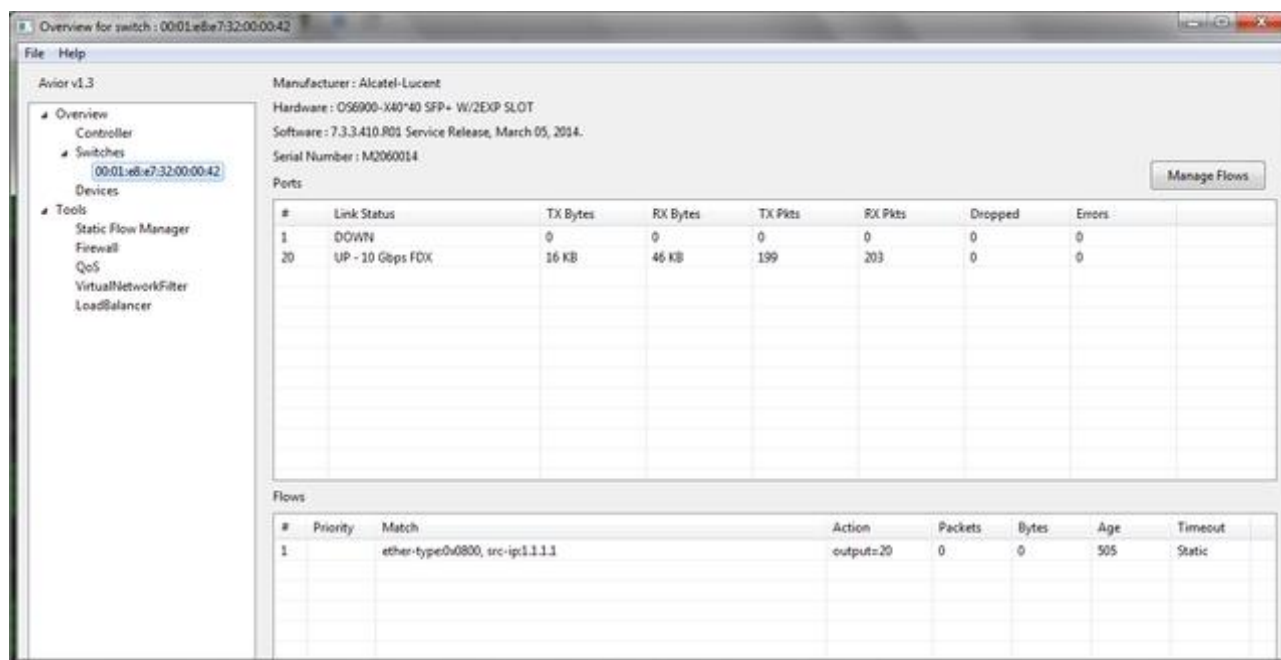 Overview for switch : 00:01:e8:e7:32:00:00:42
File Help
Avior v1.3
Overview
Controller
Switches
00:01:e8:e7:32:00:00:42
Devices
Tools
Static Flow Manager
Firewall
QoS
VirtualNetworkFilter
LoadBalancer
Manufacturer : Alcatel-Lucent
Hardware : OS6900-X40*40 SFP+ W/2EXP SLOT
Software : 7.3.3.410.R01 Service Release, March 05, 2014.
Serial Number : M2060014
Manage Flows
Ports
# Link Status TX Bytes RX Bytes TX Pkts RX Pkts Dropped Errors
1 DOWN 0 0 0 0 0 0
20 UP - 10 Gbps FDX 16 KB 46 KB 199 203 0 0
Flows
# Priority Match Action Packets Bytes Age Timeout
1 ether-type:0x0800, src-ip:1.1.1.1 output=20 0 0 505 Static